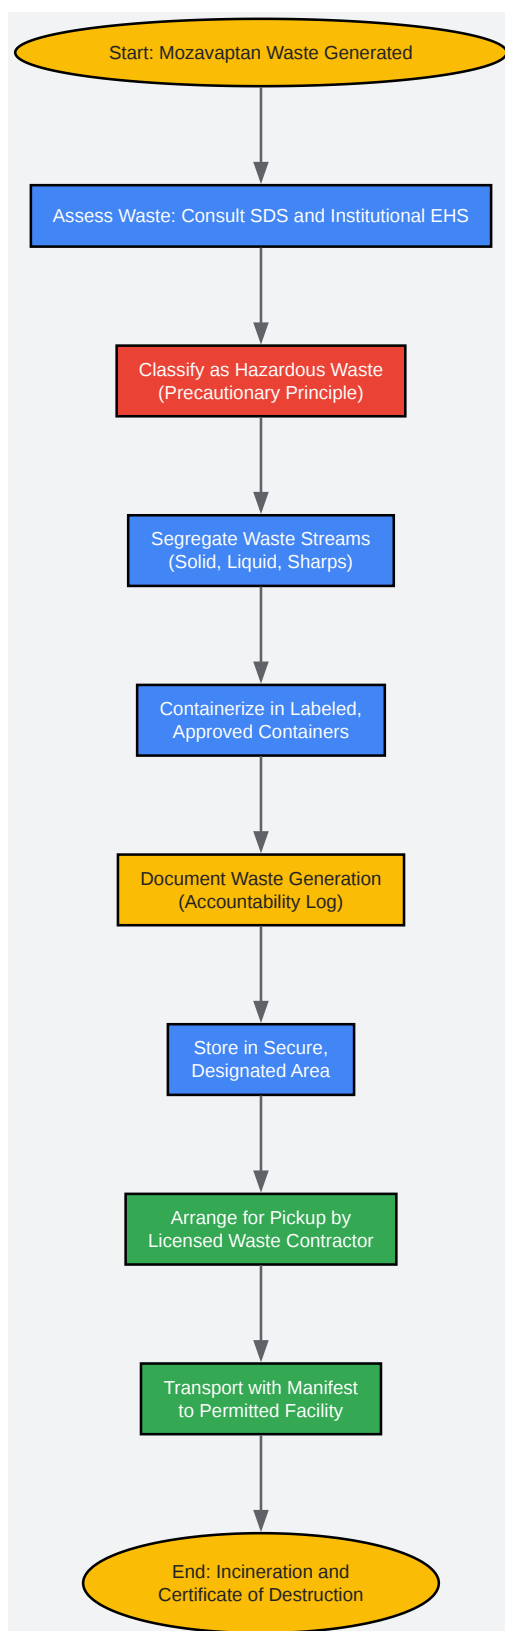 Start: Mozavaptan Waste Generated
Assess Waste: Consult SDS and Institutional EHS
Classify as Hazardous Waste
(Precautionary Principle)
Segregate Waste Streams
(Solid, Liquid, Sharps)
Containerize in Labeled,
Approved Containers
Document Waste Generation
(Accountability Log)
Store in Secure,
Designated Area
Arrange for Pickup by
Licensed Waste Contractor
Transport with Manifest
to Permitted Facility
End: Incineration and
Certificate of Destruction